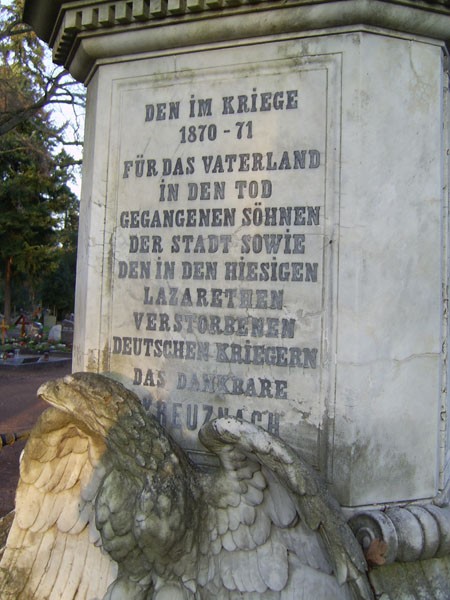 DEN IM KRIEGE
1870-71
FÜR DAS VATERLAND
IN DEN TOD
GEGANGENEN SÖHNEN
DER STADT SOWIE
DEN IN DEN HIESIGEN
LAZARETHEN
VERSTORBENEN
DEUTSCHEN KRIEGERN
DAS DANKBARE
KREUZNACH